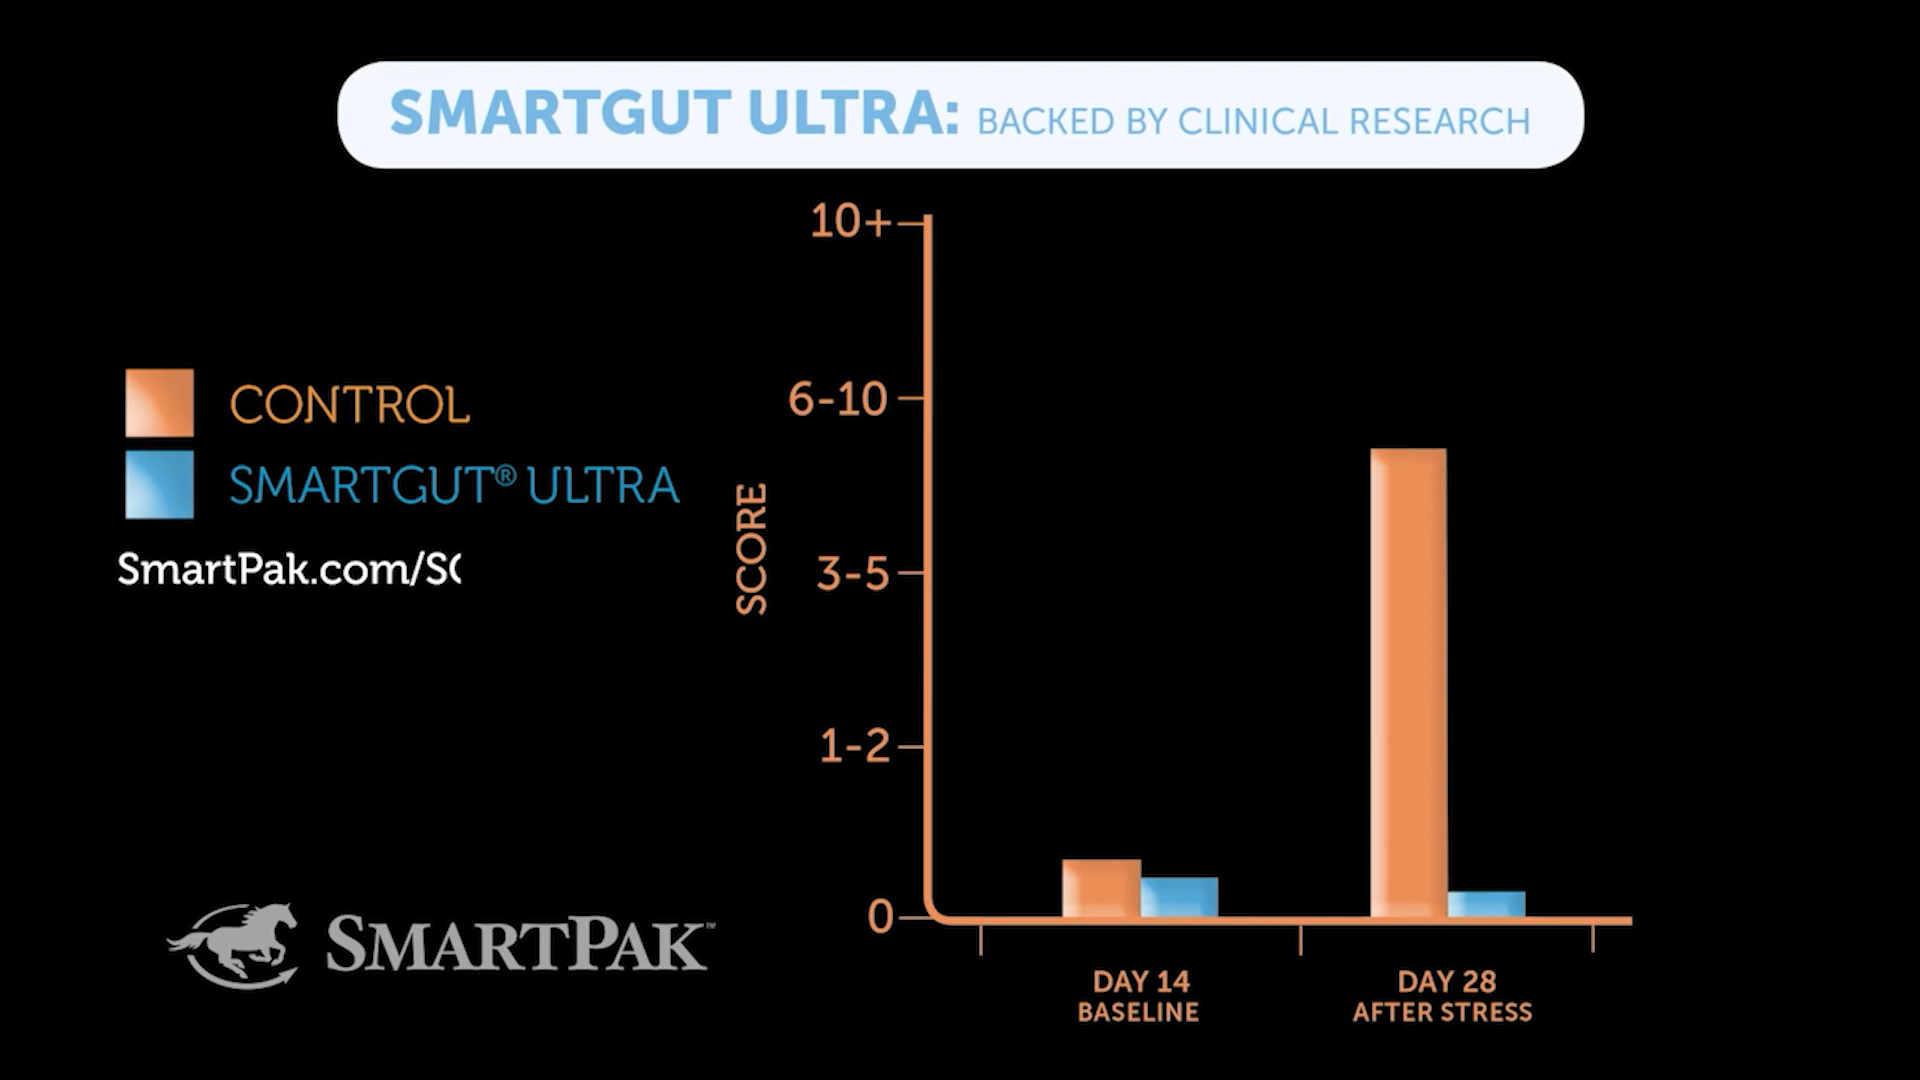 SMARTGUT ULTRA: BACKED BY CLINICAL RESEARCH
CONTROL
SMARTGUT® ULTRA
SmartPak.com/S
SCORE
10+
6-10
3-5
1-2
0
DAY 14
BASELINE
DAY 28
AFTER STRESS
SMARTPAK™